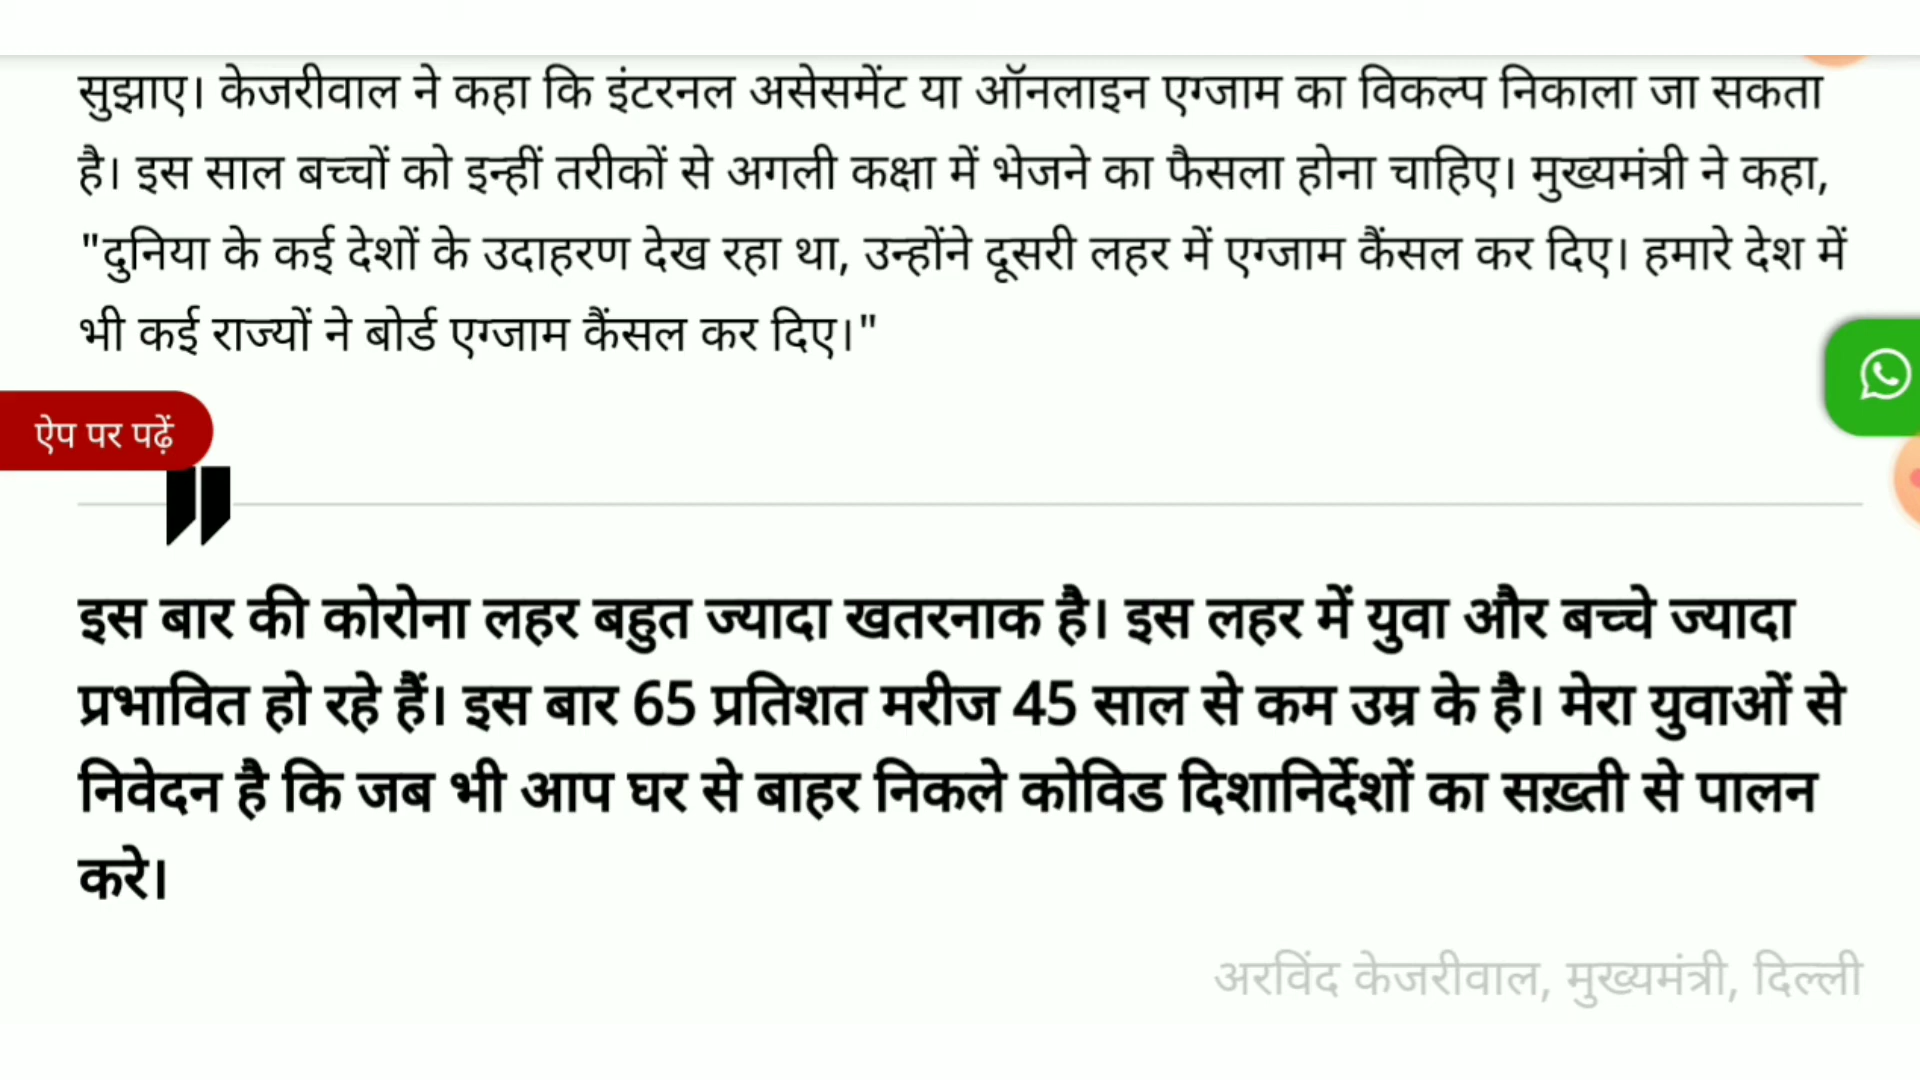 सुझाए। केजरीवाल ने कहा कि इंटरनल असेसमेंट या ऑनलाइन एग्जाम का विकल्प निकाला जा सकता
है। इस साल बच्चों को इन्हीं तरीकों से अगली कक्षा में भेजने का फैसला होना चाहिए। मुख्यमंत्री ने कहा,
"दुनिया के कई देशों के उदाहरण देख रहा था, उन्होंने दूसरी लहर में एग्जाम कैंसल कर दिए। हमारे देश में
भी कई राज्यों ने बोर्ड एग्जाम कैंसल कर दिए।"
ऐप पर पढ़ें
इस बार की कोरोना लहर बहुत ज्यादा खतरनाक है। इस लहर में युवा और बच्चे ज्यादा
प्रभावित हो रहे हैं। इस बार 65 प्रतिशत मरीज 45 साल से कम उम्र के है। मेरा युवाओं से
निवेदन है कि जब भी आप घर से बाहर निकले कोविड दिशानिर्देशों का सख़्ती से पालन
करे।
अरविंद केजरीवाल, मुख्यमंत्री, दिल्ली